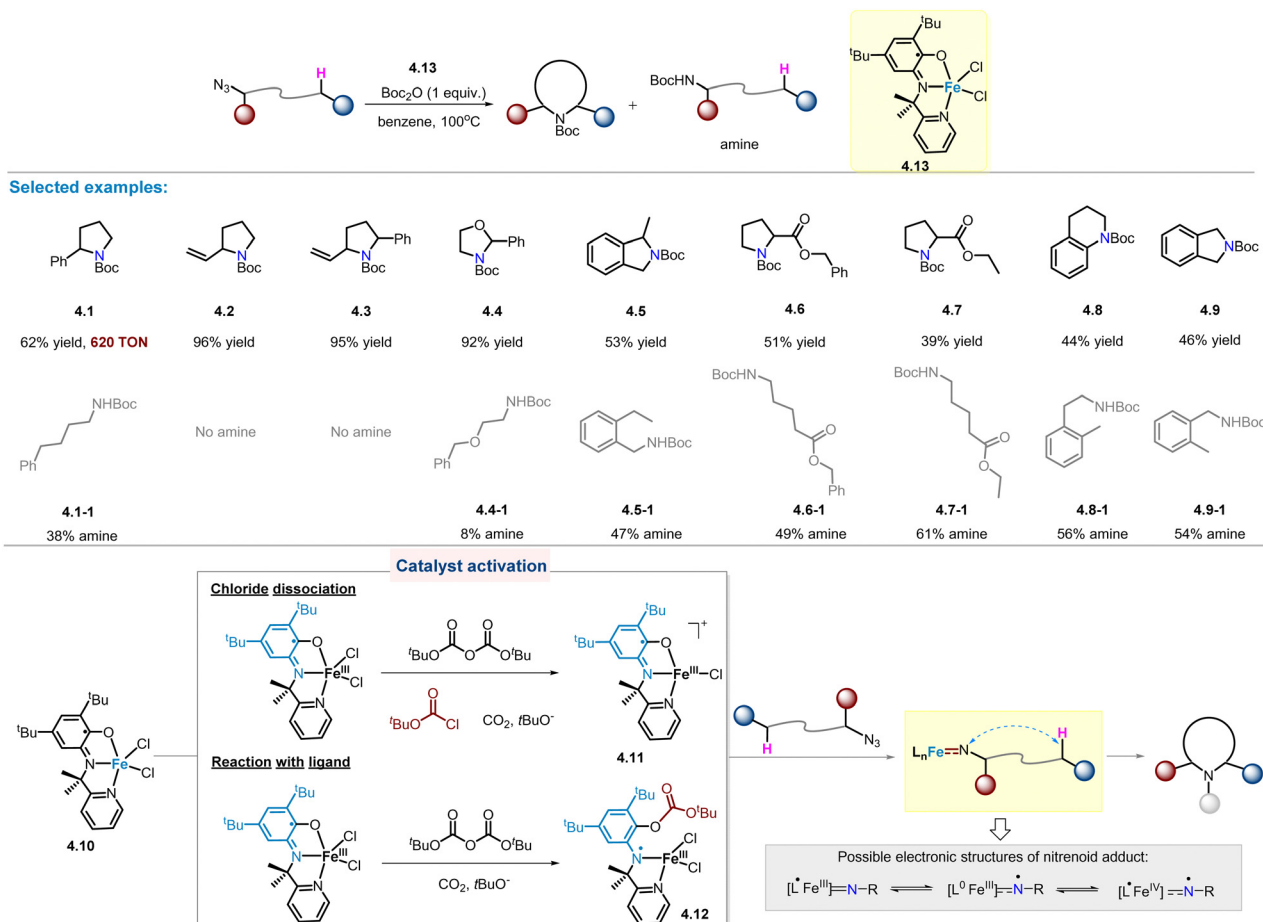 N3
H
4.13
Boc2O (1 equiv.)
benzene, 100°C
N
Boc
+
BocHN
H
amine
tBu
tBu
O
Cl
N
Fe
Cl
N
4.13
Selected examples:
Ph N Boc
N Boc
N Ph Boc
O N Ph Boc
NBoc
N Boc O O Ph
N Boc O O
NBoc
NBoc
4.1 4.2 4.3 4.4 4.5 4.6 4.7 4.8 4.9
62% yield, 620 TON 96% yield 95% yield 92% yield 53% yield 51% yield 39% yield 44% yield 46% yield
NHBoc Ph
No amine
No amine
NHBoc O Ph
NHBoc
BocHN O O Ph
BocHN O O
NHBoc
NHBoc
4.1-1 4.4-1 4.5-1 4.6-1 4.7-1 4.8-1 4.9-1
38% amine 8% amine 47% amine 49% amine 61% amine 56% amine 54% amine
Catalyst activation
Chloride dissociation
tBu
tBu
O
Cl
N
FeIII
Cl
N
O O
tBuO O OtBu
O
tBuO Cl
CO2, tBuO-
tBu
tBu
O
N
FeIII
Cl
N
+
4.11
Reaction with ligand
tBu
tBu
O
Cl
N
FeIII
Cl
N
O O
tBuO O OtBu
CO2, tBuO-
tBu
tBu
O
O
OtBu
Cl
N
FeIII
Cl
N
4.12
tBu
tBu
O
Cl
N
Fe
Cl
N
4.10
H
N3
LnFe=N
H
N
Possible electronic structures of nitrenoid adduct:
[L• FeIII]=N–R [L0 FeIII]=N•–R [L• FeIV]=N•–R